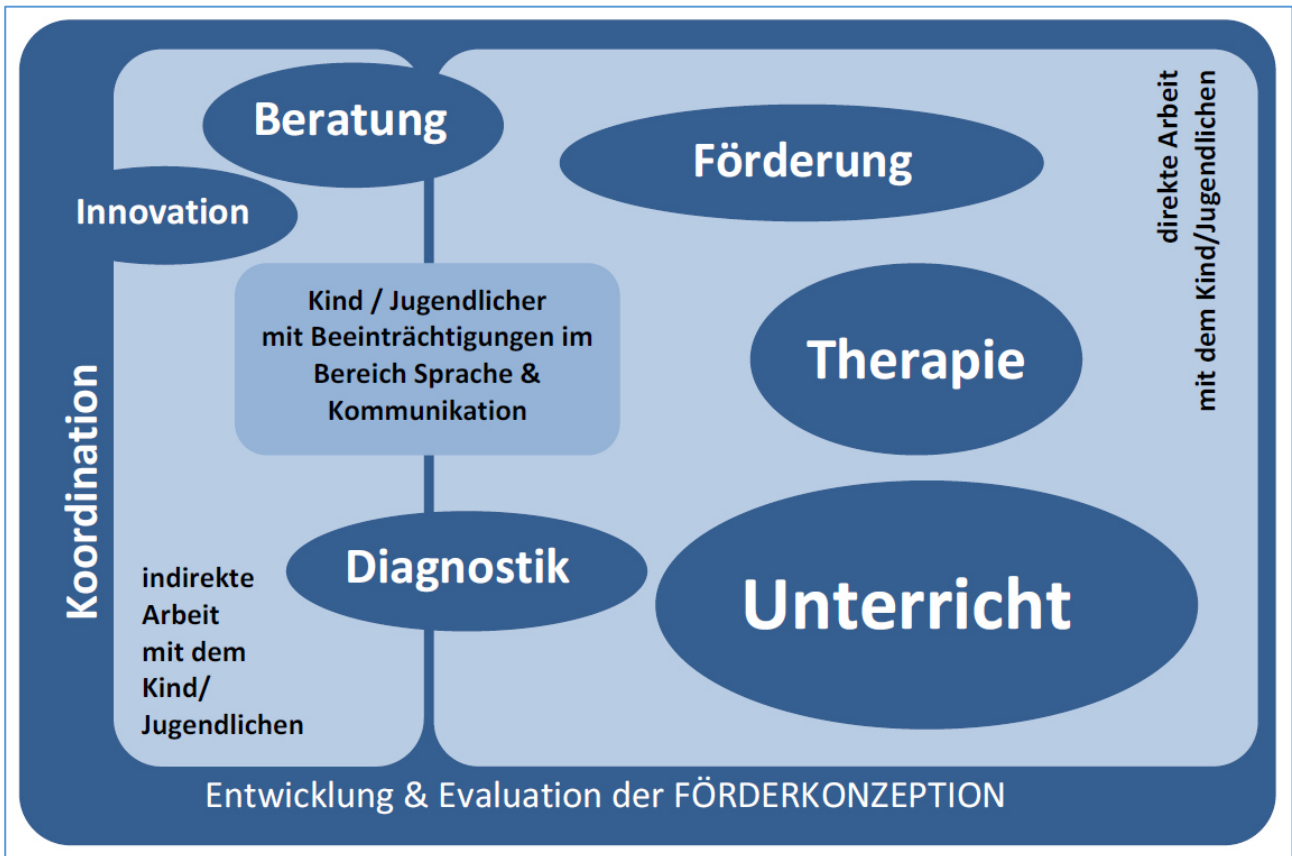 Beratung
Förderung
direkte Arbeit
mit dem Kind/Jugendlichen
Innovation
Kind / Jugendlicher
mit Beeinträchtigungen im
Bereich Sprache &
Kommunikation
Therapie
Koordination
Diagnostik
Unterricht
indirekte
Arbeit
mit dem
Kind/
Jugendlichen
Entwicklung & Evaluation der FÖRDERKONZEPTION